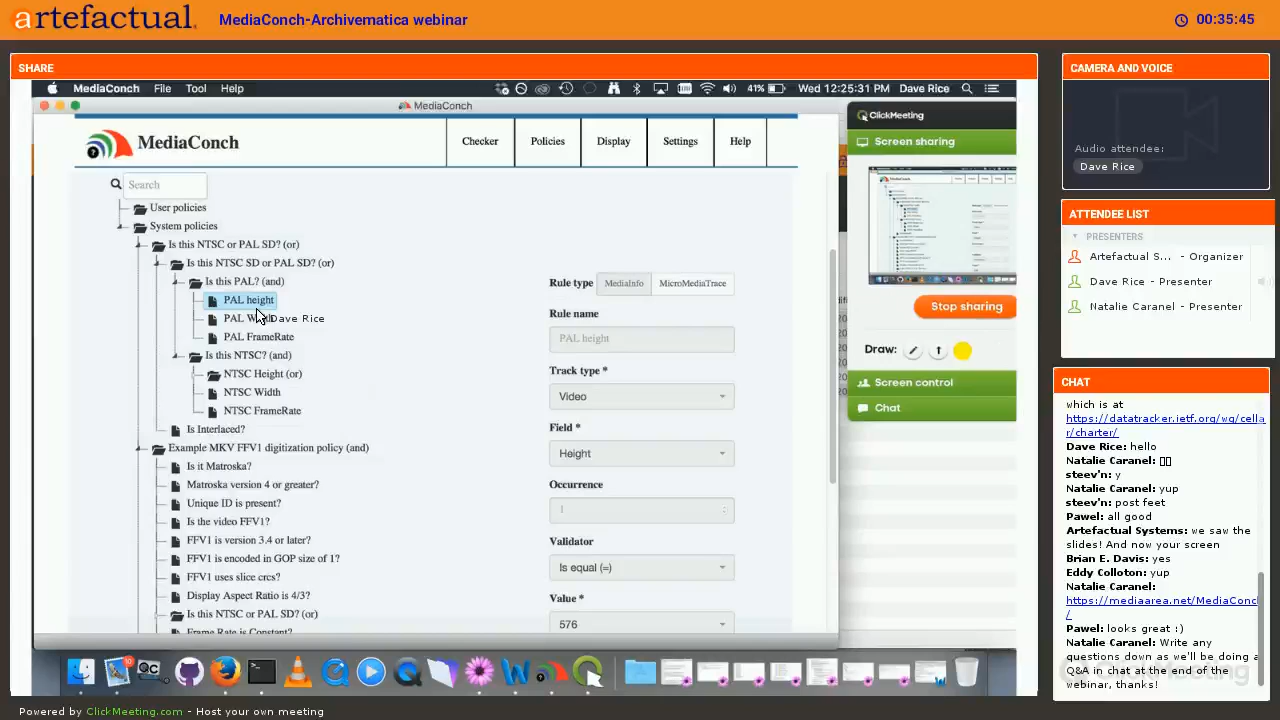 artefactual.
MediaConch-Archivematica webinar
00:35:45
SHARE
MediaConch File Tool Help
41% Wed 12:25:31 PM Dave Rice
MediaConch
MediaConch
Checker Policies Display Settings Help
Search
User policies
System policies
Is this NTSC or PAL SD? (or)
Is this NTSC SD or PAL SD? (or)
Is this PAL? (and)
PAL height
PAL Dave Rice
PAL FrameRate
Is this NTSC? (and)
NTSC Height (or)
NTSC Width
NTSC FrameRate
Is Interlaced?
Example MKV FFV1 digitization policy (and)
Is it Matroska?
Matroska version 4 or greater?
Unique ID is present?
Is the video FFV1?
FFV1 is version 3.4 or later?
FFV1 is encoded in GOP size of 1?
FFV1 uses slice crcs?
Display Aspect Ratio is 4/3?
Is this NTSC or PAL SD? (or)
Frame Rate is Constant?
Rule type MediaInfo MicroMediaTrace
Rule name
PAL height
Track type *
Video
Field *
Height
Occurrence
Validator
Is equal (=)
Value *
576
ClickMeeting
Screen sharing
Stop sharing
Draw:
Screen control
Chat
CAMERA AND VOICE
Audio attendee:
Dave Rice
ATTENDEE LIST
PRESENTERS
Artefactual S... - Organizer
Dave Rice - Presenter
Natalie Caranel - Presenter
CHAT
which is at
https://datatracker.ietf.org/wg/cella
r/charter/
Dave Rice: hello
Natalie Caranel:
steev'n: y
Natalie Caranel: yup
steev'n: post feet
Pawel: all good
Artefactual Systems: we saw the
slides! And now your screen
Brian E. Davis: yes
Eddy Colloton: yup
Natalie Caranel:
https://mediaarea.net/MediaConch
/
Pawel: looks great :)
Natalie Caranel: Write any
questions down as we'll be doing a
Q&A in chat at the end of the
webinar, thanks!
ClickMeeting
Powered by ClickMeeting.com - Host your own meeting